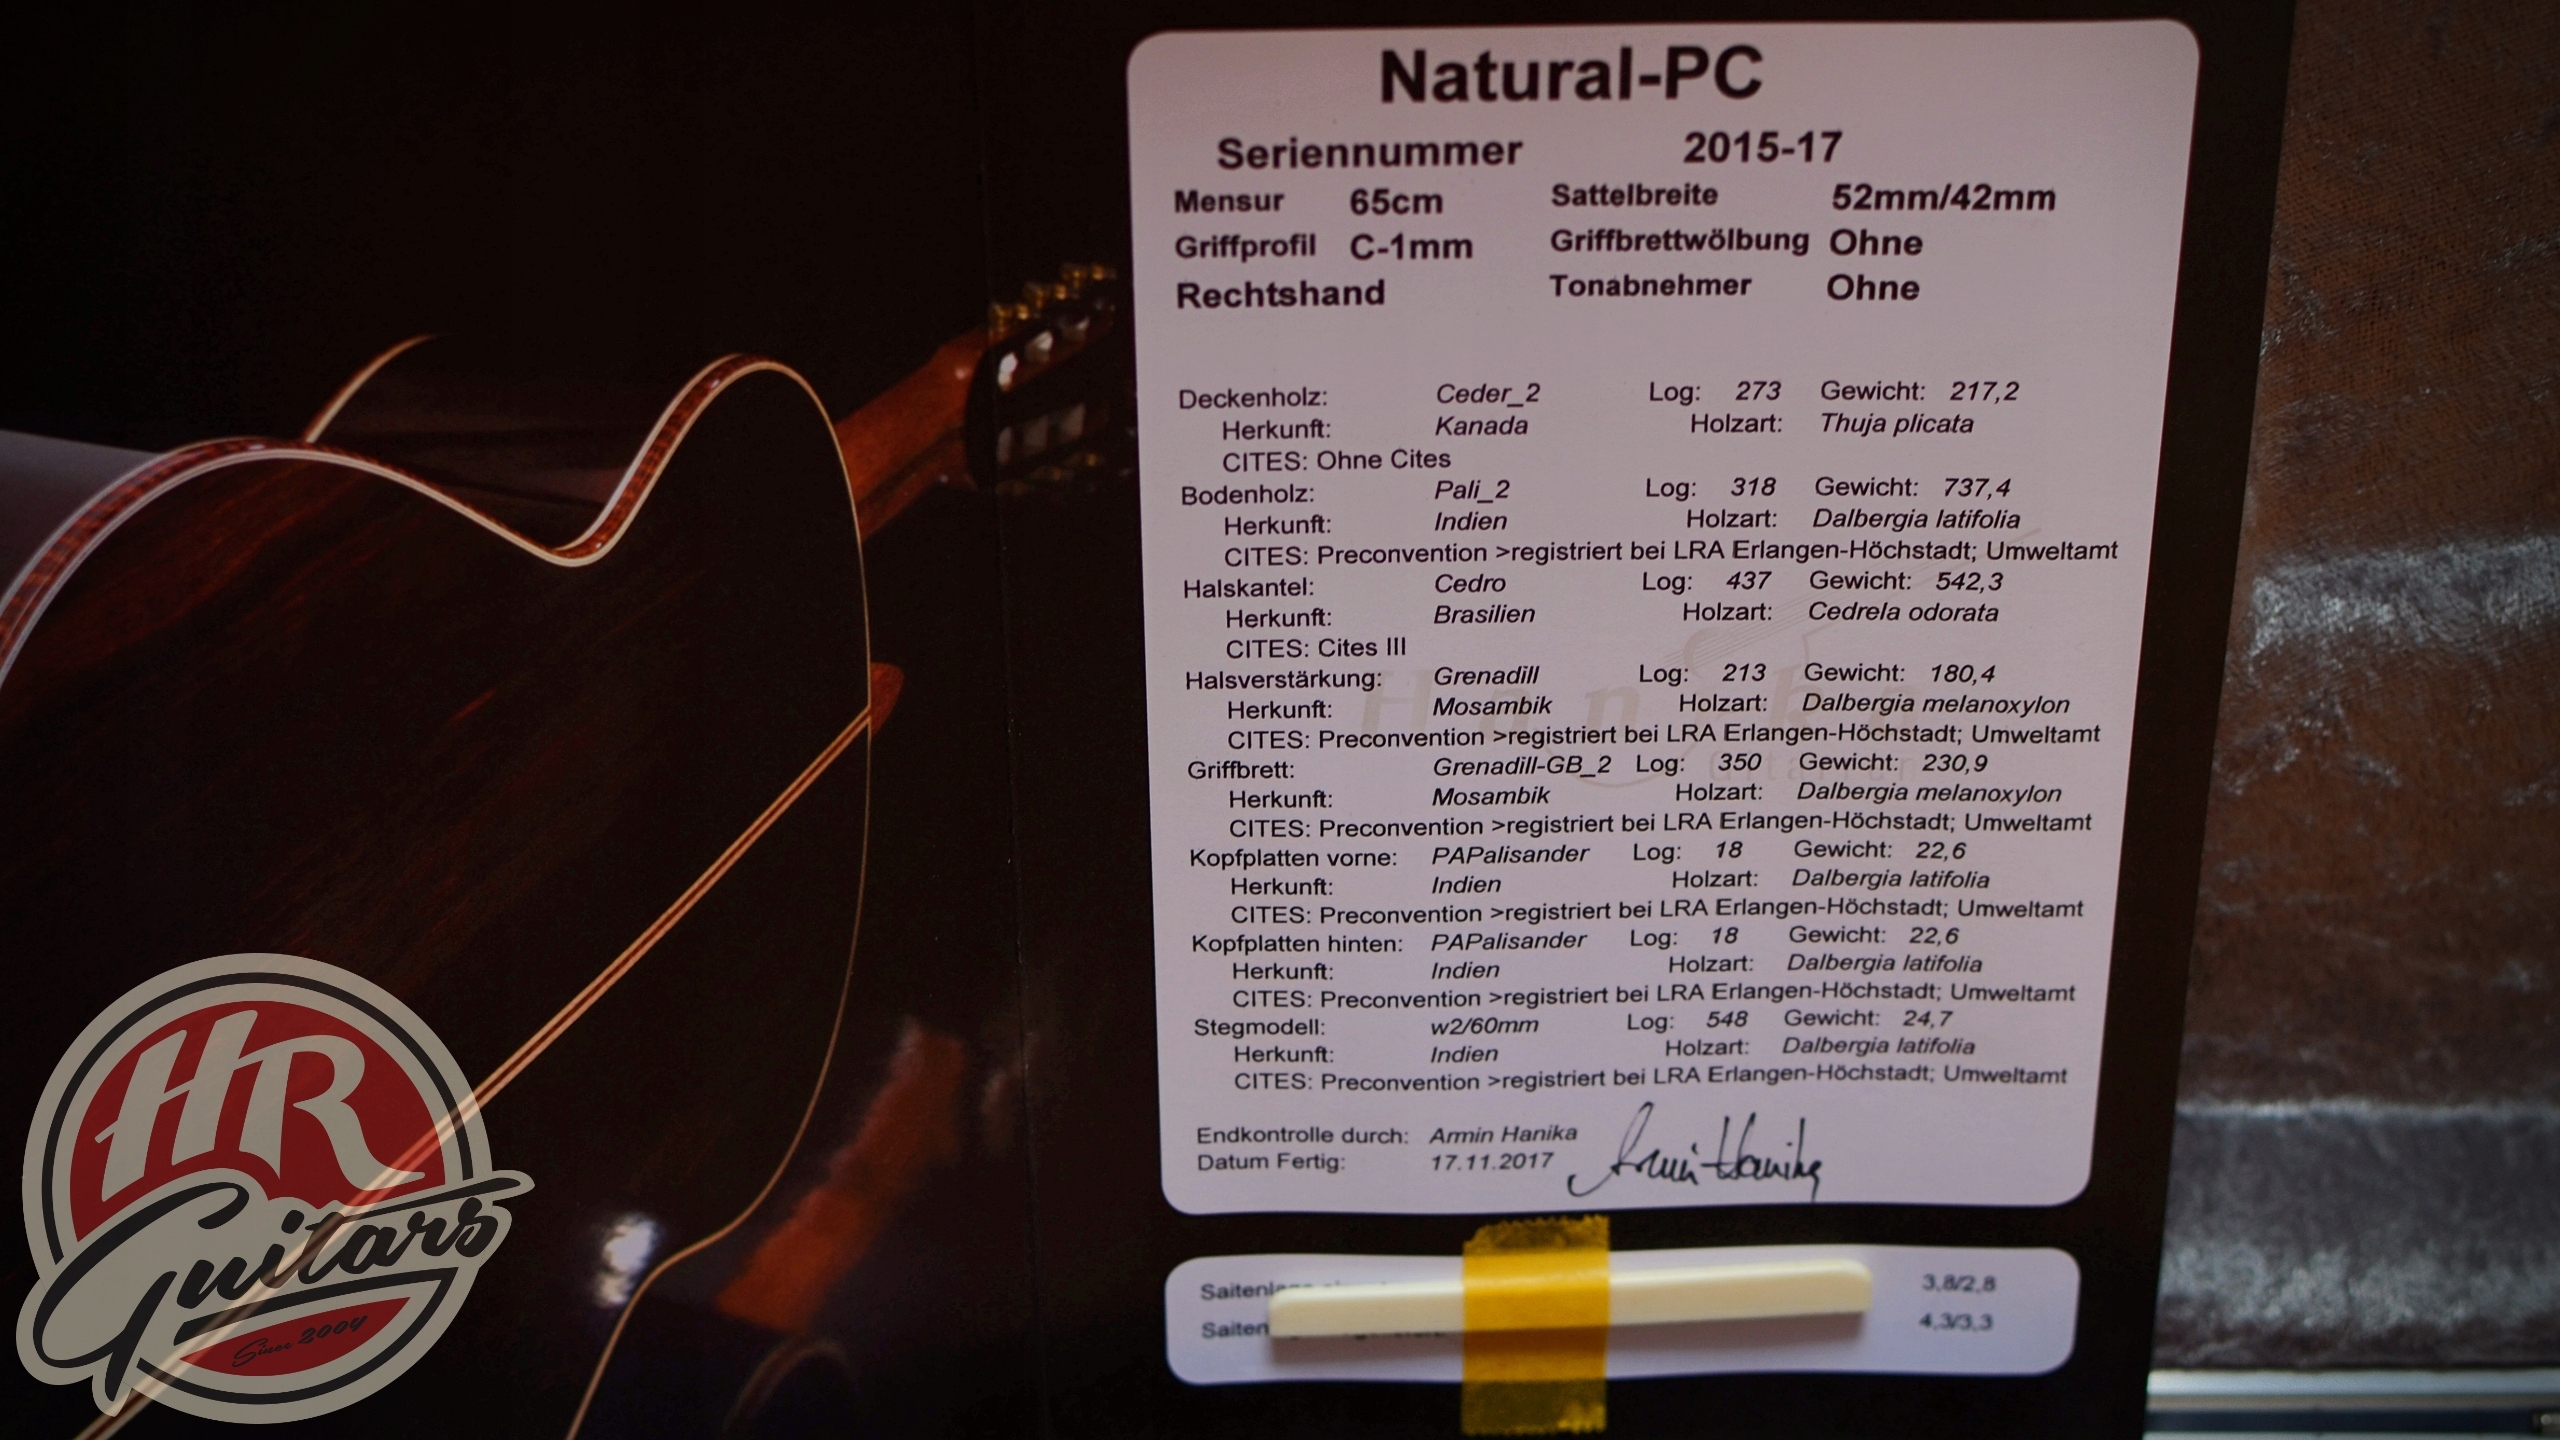 Natural-PC
Seriennummer 2015-17
Mensur 65cm Sattelbreite 52mm/42mm
Griffprofil C-1mm Griffbrettwölbung Ohne
Rechtshand Tonabnehmer Ohne
Deckenholz: Ceder_2 Log: 273 Gewicht: 217,2
Herkunft: Kanada Holzart: Thuja plicata
CITES: Ohne Cites
Bodenholz: Pali_2 Log: 318 Gewicht: 737,4
Herkunft: Indien Holzart: Dalbergia latifolia
CITES: Preconvention >registriert bei LRA Erlangen-Höchstadt; Umweltamt
Halskantel: Cedro Log: 437 Gewicht: 542,3
Herkunft: Brasilien Holzart: Cedrela odorata
CITES: Cites III
Halsverstärkung: Grenadill Log: 213 Gewicht: 180,4
Herkunft: Mosambik Holzart: Dalbergia melanoxylon
CITES: Preconvention >registriert bei LRA Erlangen-Höchstadt; Umweltamt
Griffbrett: Grenadill-GB_2 Log: 350 Gewicht: 230,9
Herkunft: Mosambik Holzart: Dalbergia melanoxylon
CITES: Preconvention >registriert bei LRA Erlangen-Höchstadt; Umweltamt
Kopfplatten vorne: PAPalisander Log: 18 Gewicht: 22,6
Herkunft: Indien Holzart: Dalbergia latifolia
CITES: Preconvention >registriert bei LRA Erlangen-Höchstadt; Umweltamt
Kopfplatten hinten: PAPalisander Log: 18 Gewicht: 22,6
Herkunft: Indien Holzart: Dalbergia latifolia
CITES: Preconvention >registriert bei LRA Erlangen-Höchstadt; Umweltamt
Stegmodell: w2/60mm Log: 548 Gewicht: 24,7
Herkunft: Indien Holzart: Dalbergia latifolia
CITES: Preconvention >registriert bei LRA Erlangen-Höchstadt; Umweltamt
Endkontrolle durch: Armin Hanika
Datum Fertig: 17.11.2017 Armin Hanika
3,8/2,8
4,3/3,3
HR
Guitars
Since 2004